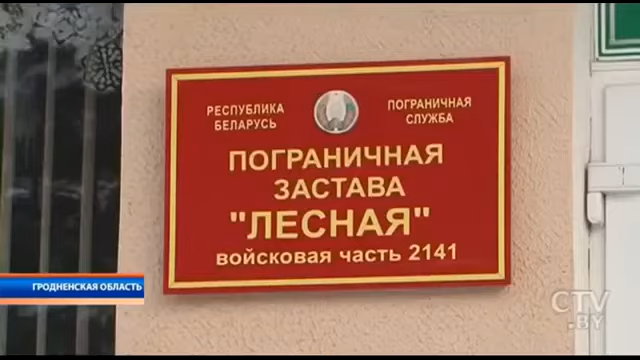 РЕСПУБЛИКА
БЕЛАРУСЬ
ПОГРАНИЧНАЯ
СЛУЖБА
ПОГРАНИЧНАЯ
ЗАСТАВА
"ЛЕСНАЯ"
войсковая часть 2141
ГРОДНЕНСКАЯ ОБЛАСТЬ
CTV
.BY